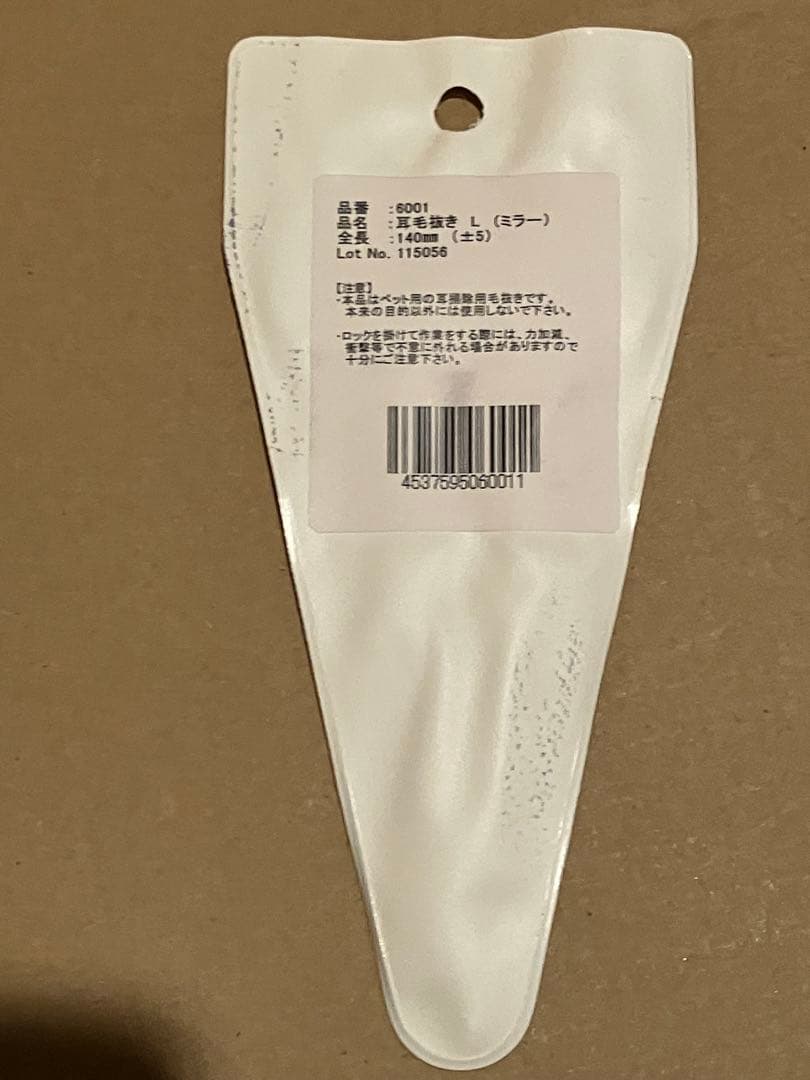 品番　:6001
品名　:耳毛抜き　L　(ミラー)
全長　:140mm　(±5)
Lot No. 115056
【注意】
・本品はペット用の耳掃除用毛抜きです。
本来の目的以外には使用しないで下さい。
・ロックを掛けて作業をする際には、力加減、
衝撃等で不意に外れる場合がありますので
十分にご注意下さい。
4537595060011